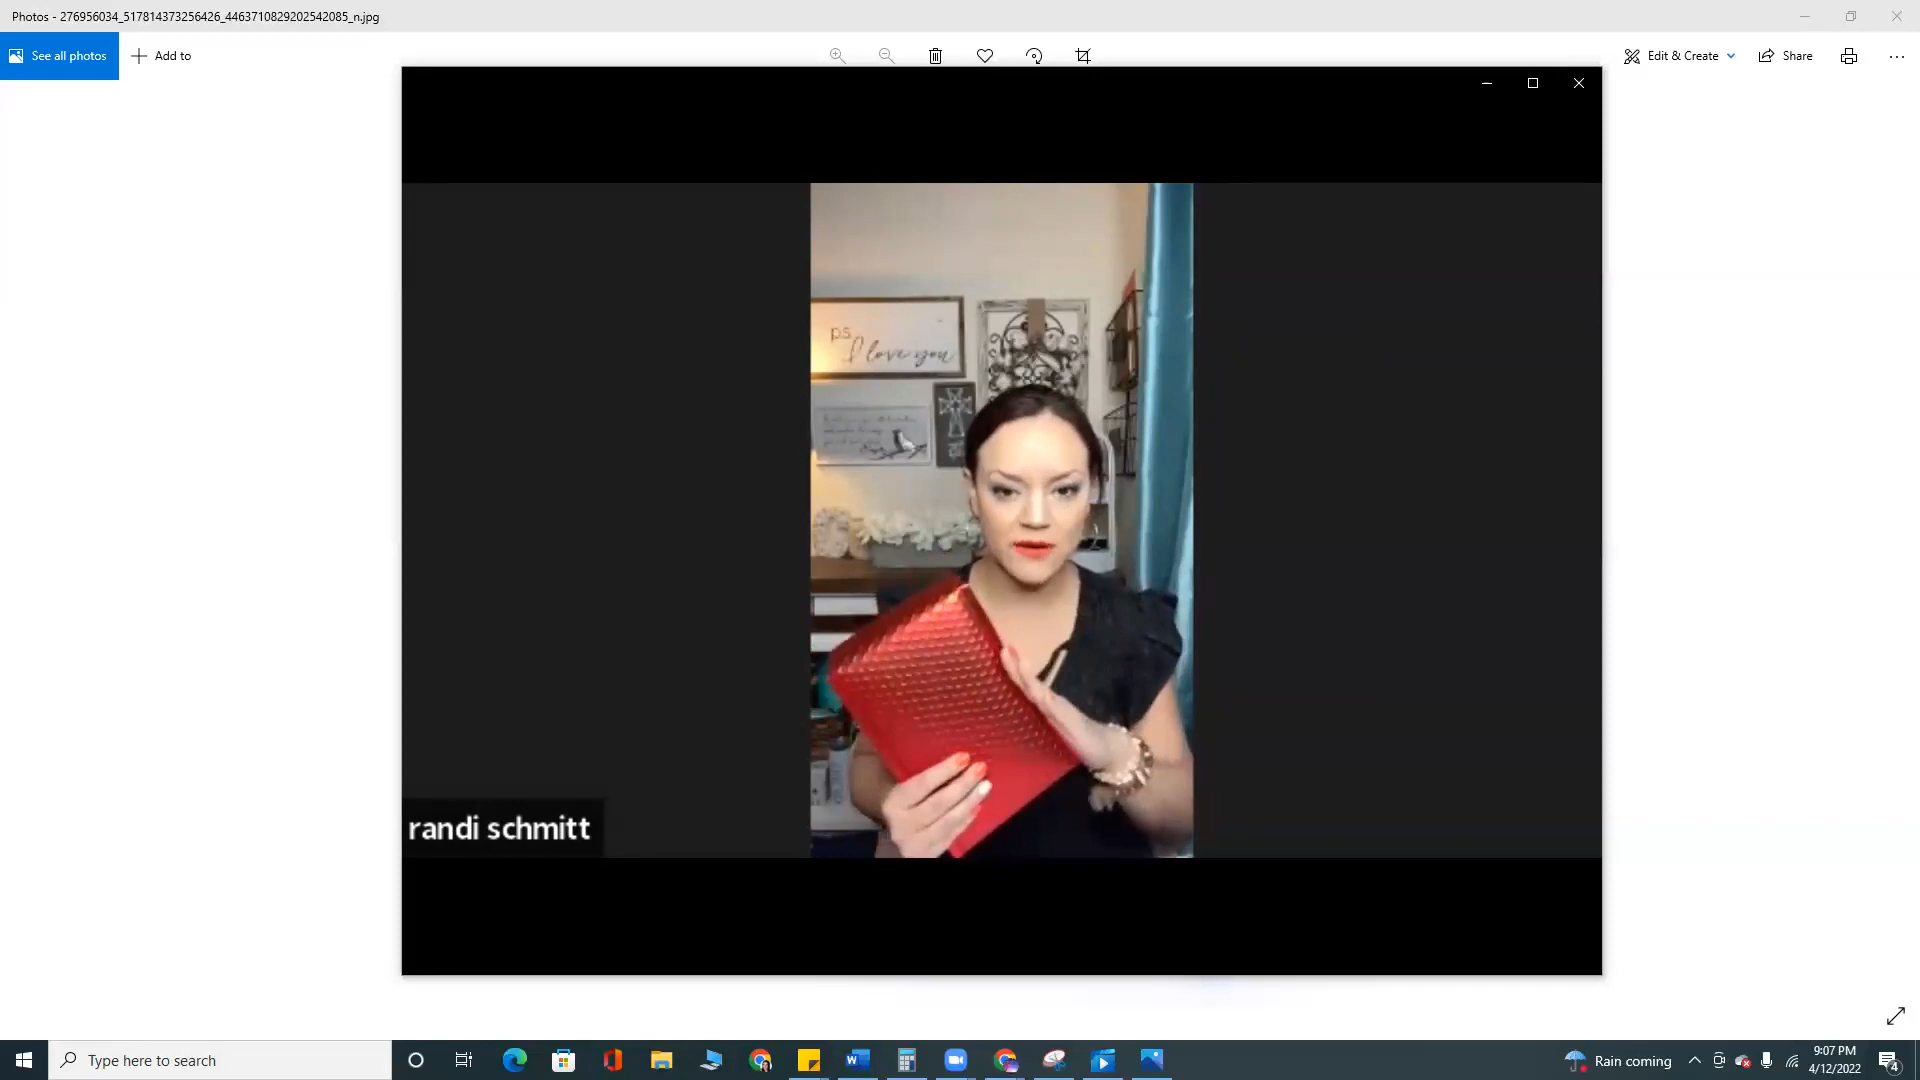 Photos - 276956034_517814373256426_4463710829202542085_n.jpg
See all photos
Add to
Edit & Create
Share
ps.
I love you
randi schmitt
Type here to search
Rain coming
9:07 PM
4/12/2022
4